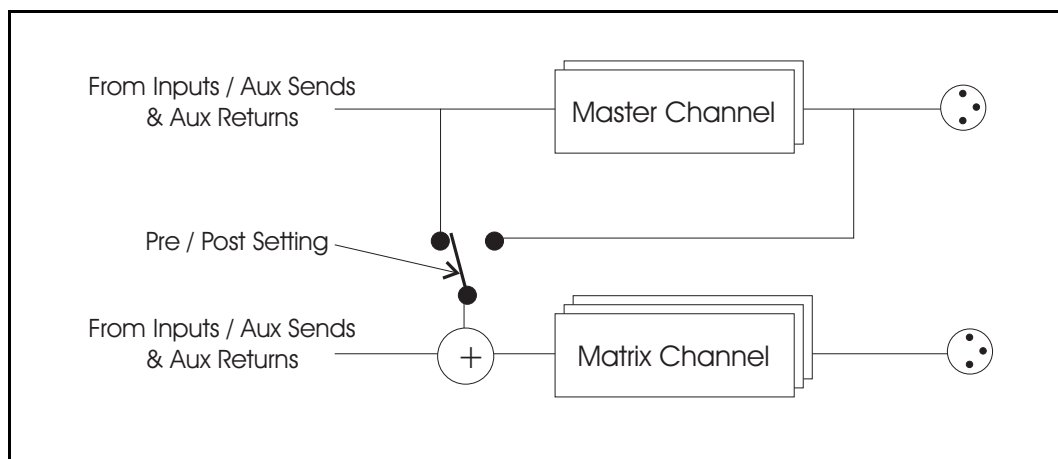 From Inputs / Aux Sends
& Aux Returns
Master Channel
Pre / Post Setting
From Inputs / Aux Sends
& Aux Returns
+
Matrix Channel